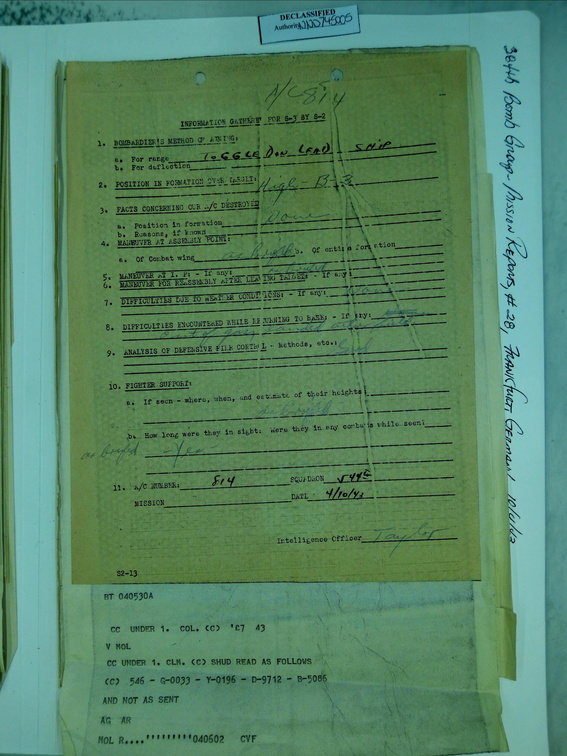 DECLASSIFIED
Authority NND745005
A/C 814
INFORMATION GATHERED FOR S-3 BY S-2
1. BOMBARDIER'S METHOD OF AIMING:
a. For range TOGGLED ON LEAD SHIP
b. For deflection
2. POSITION IN FORMATION OVER TARGET: High - B-3
3. FACTS CONCERNING OUR A/C DESTROYED
a. Position in formation
b. Reasons, if known
4. MANEUVER AT ASSEMBLY POINT:
a. Of Combat wing as Briefed b. Of entire formation
5. MANEUVER AT I. P: - If any:
6. MANEUVER FOR REASSEMBLY AFTER LEAVING TARGET: - If any:
7. DIFFICULTIES DUE TO WEATHER CONDITIONS: - If any:
8. DIFFICULTIES ENCOUNTERED WHILE RETURNING TO BASE: - If any:
9. ANALYSIS OF DEFENSIVE FIRE CONTROL - Methods, etc.: Good
10. FIGHTER SUPPORT:
a. If seen - where, when, and estimate of their heights:
b. How long were they in sight: Were they in any combats while seen:
as briefed - Yes
11. A/C NUMBER: 814 SQUADRON 544th
MISSION DATE 4/10/43
Intelligence Officer Taylor
S2-13
BT 040530A
CC UNDER 1. COL. (C) '£7 43
V MOL
CC UNDER 1. CLM. (C) SHUD READ AS FOLLOWS
(C) 546 - G-0033 - Y-0196 - D-9712 - B-5086
AND NOT AS SENT
AG AR
MOL R....'''''''''040602 CVF
384th Bomb Group - Mission Reports, # 28, FRANKFURT GERMANY 10/4/43